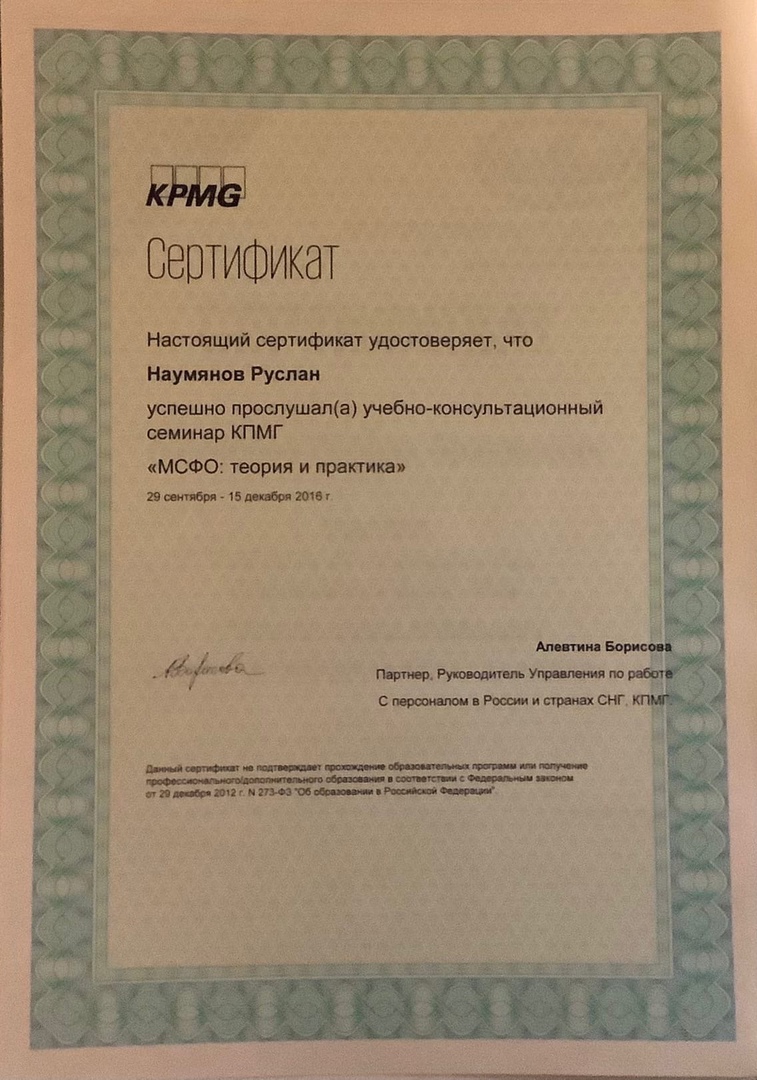 KPMG
Сертификат
Настоящий сертификат удостоверяет, что
Наумянов Руслан
успешно прослушал(а) учебно-консультационный
семинар КПМГ
«МСФО: теория и практика»
29 сентября - 15 декабря 2016 г.
Алевтина Борисова
Партнер, Руководитель Управления по работе
С персоналом в России и странах СНГ, КПМГ.
Данный сертификат не подтверждает прохождение образовательных программ или получение
профессионального/дополнительного образования в соответствии с Федеральным законом
от 29 декабря 2012 г. N 273-ФЗ "Об образовании в Российской Федерации".